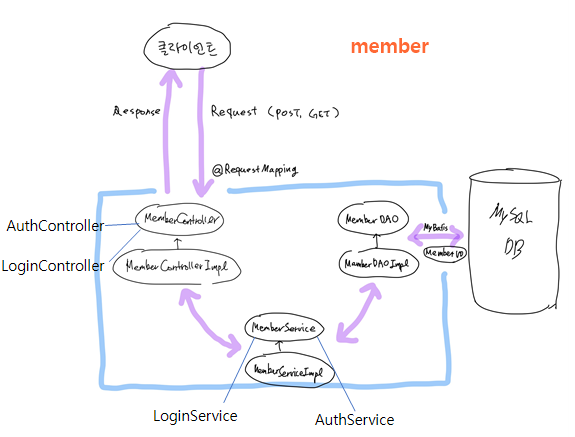 member
클라이언트
Response
Request (POST, GET)
@RequestMapping
AuthController
MemberController
LoginController
MemberControllerImpl
MemberDAO
MemberDAOImpl
MyBatis
MemberVO
MySQL
DB
MemberService
MemberServiceImpl
LoginService
AuthService